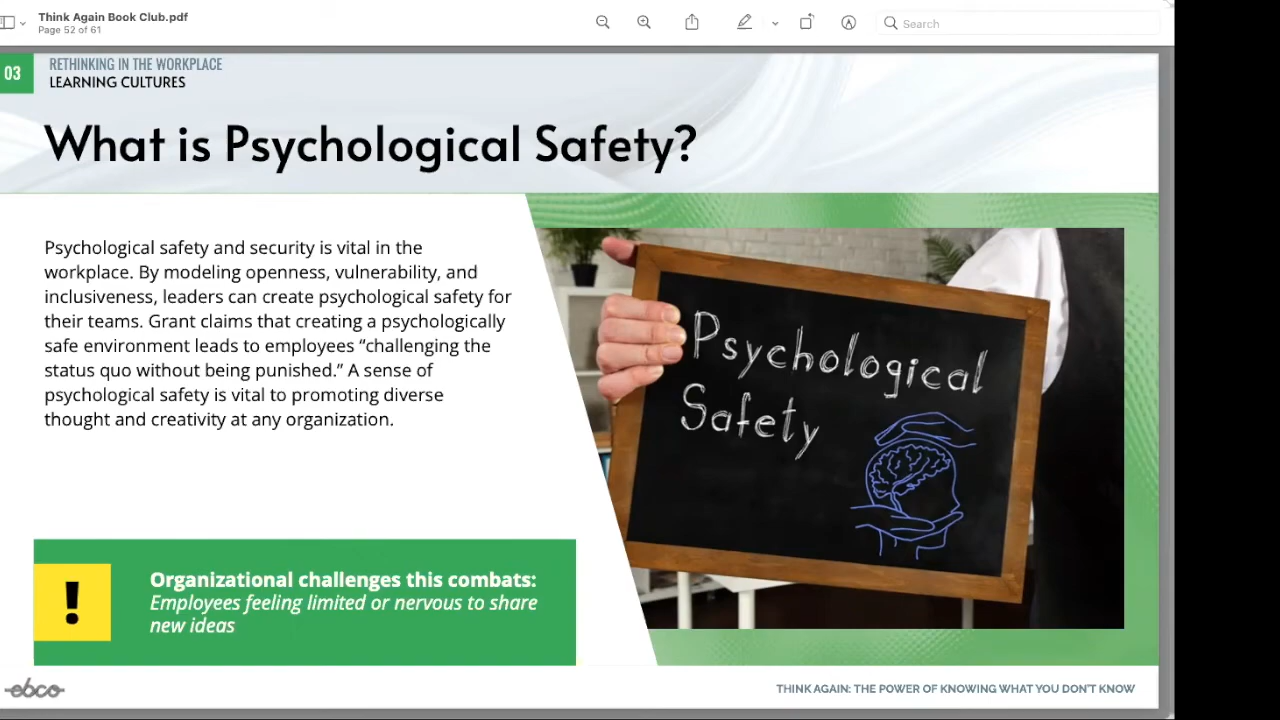 Think Again Book Club.pdf
Page 52 of 61
Search
03
RETHINKING IN THE WORKPLACE
LEARNING CULTURES
What is Psychological Safety?
Psychological safety and security is vital in the
workplace. By modeling openness, vulnerability, and
inclusiveness, leaders can create psychological safety for
their teams. Grant claims that creating a psychologically
safe environment leads to employees “challenging the
status quo without being punished.” A sense of
psychological safety is vital to promoting diverse
thought and creativity at any organization.
Psychological
Safety
!
Organizational challenges this combats:
Employees feeling limited or nervous to share
new ideas
ebco
THINK AGAIN: THE POWER OF KNOWING WHAT YOU DON'T KNOW